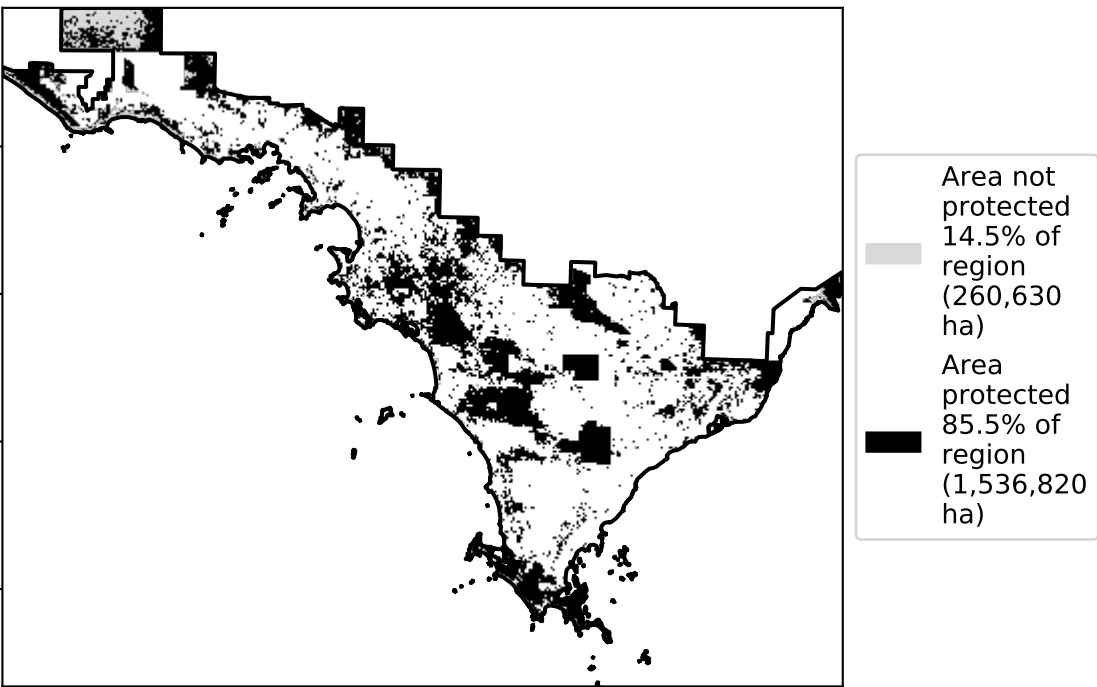 Area not
protected
14.5% of
region
(260,630
ha)
Area
protected
85.5% of
region
(1,536,820
ha)